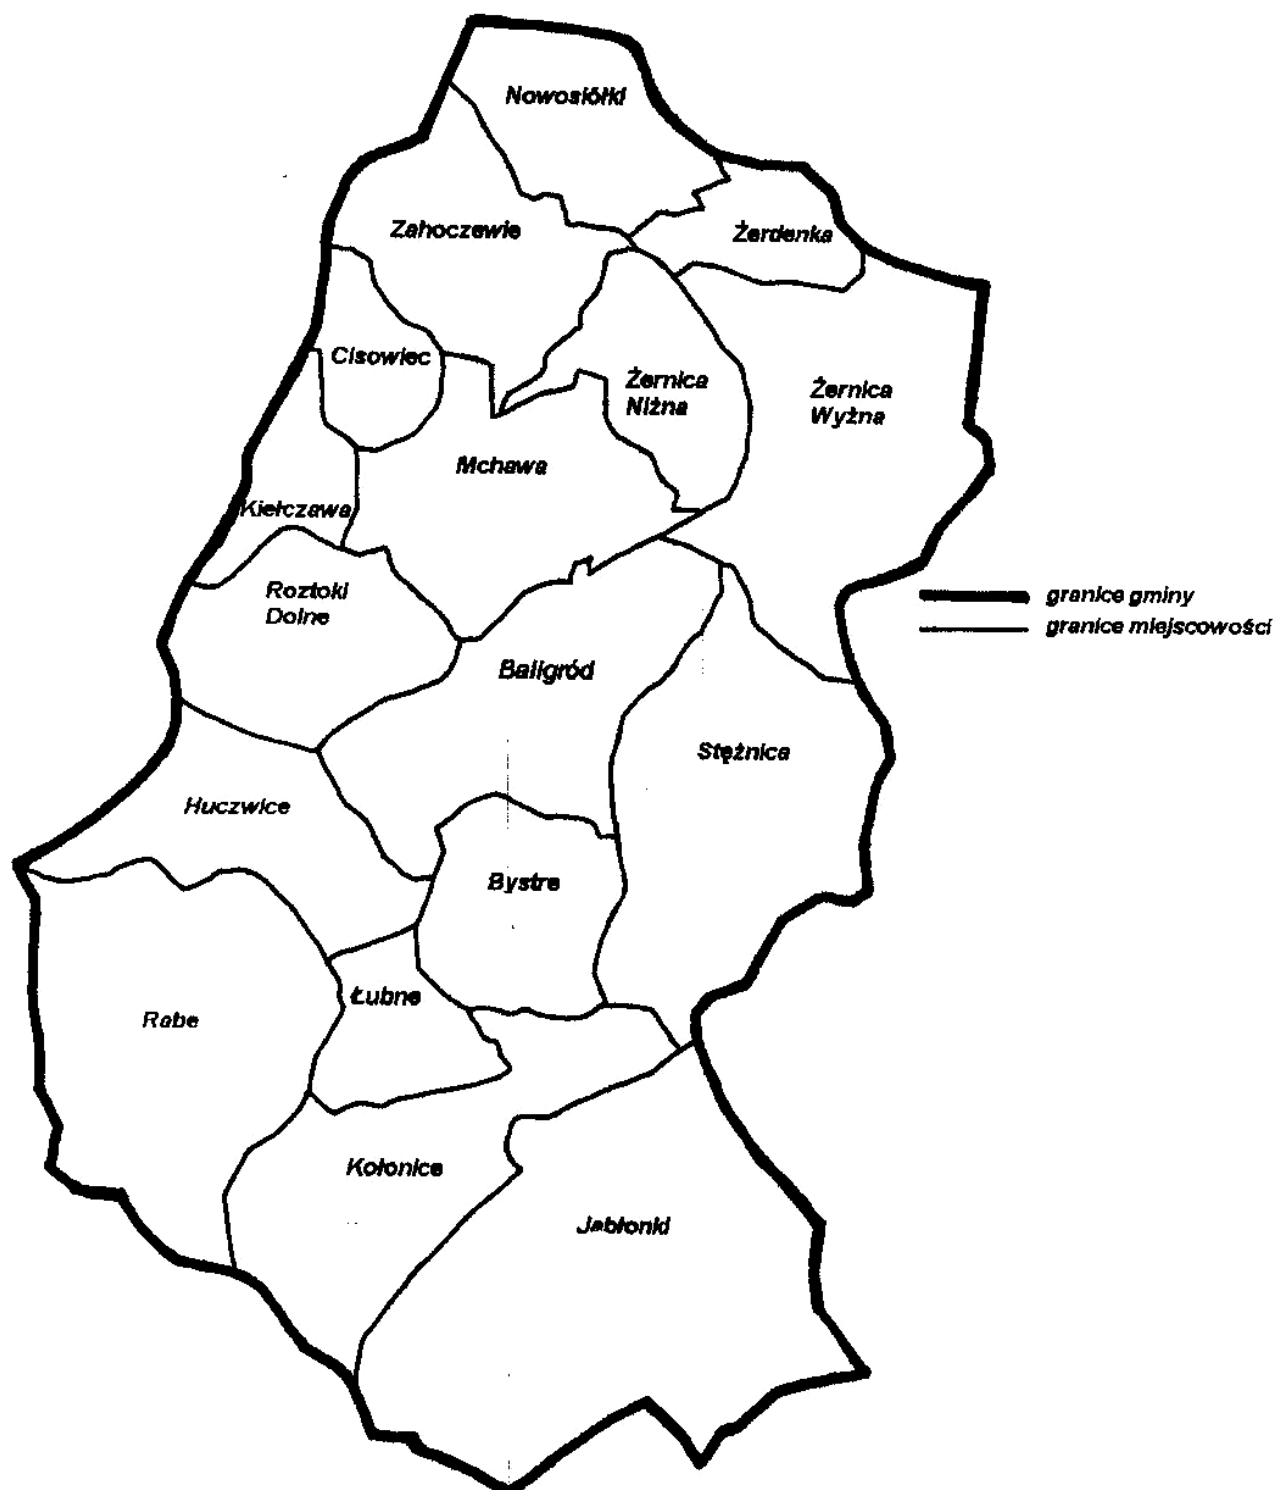 Nowosiółki
Zahoczewie
Żerdenka
Cisowiec
Żernica
Niżna
Żernica
Wyżna
Mchawa
Kiełczawa
Roztoki
Dolne
granice gminy
granice miejscowości
Baligród
Stężnica
Huczwice
Bystre
Łubne
Rabe
Kołonice
Jabłonki